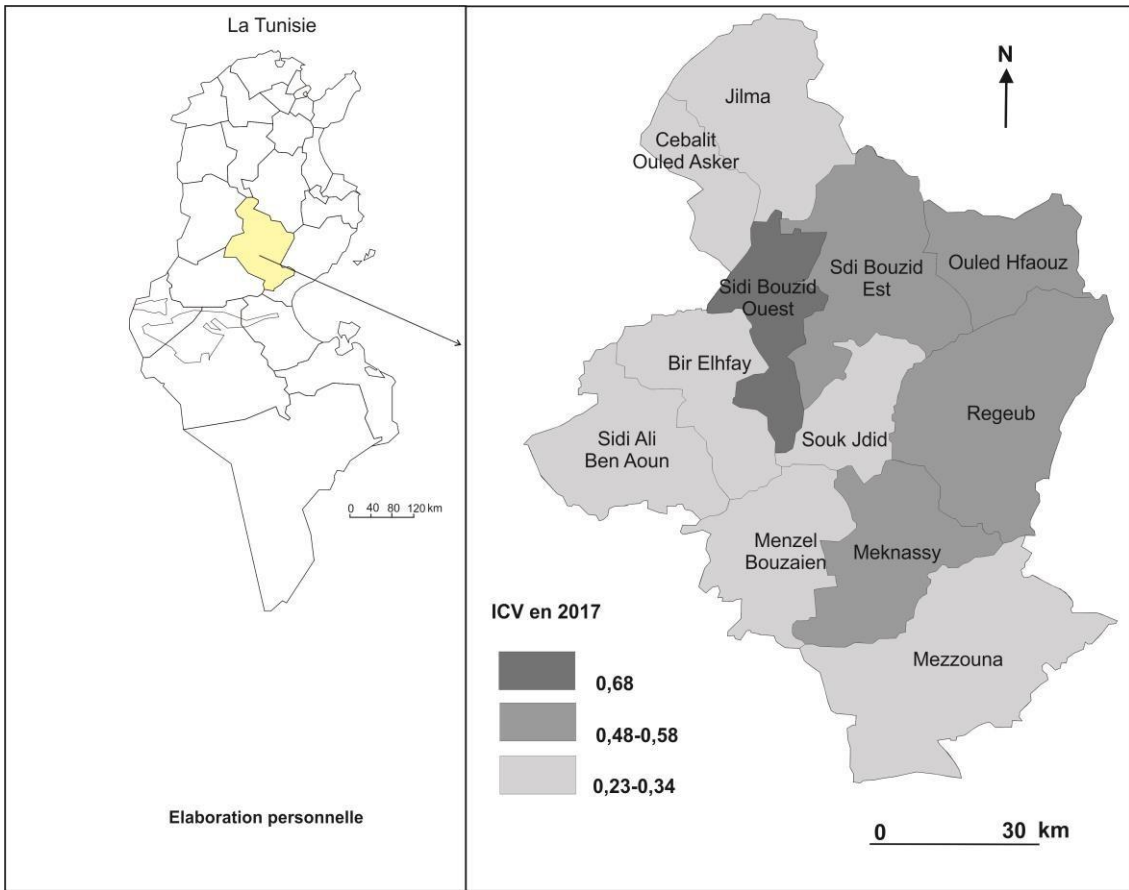 La Tunisie
0 40 80 120 km
Elaboration personnelle
N
Jilma
Cebalit
Ouled Asker
Sidi Bouzid
Ouest
Sdi Bouzid
Est
Ouled Hfaouz
Bir Elhfay
Regeub
Sidi Ali
Ben Aoun
Souk Jdid
Menzel
Bouzaien
Meknassy
Mezzouna
ICV en 2017
0,68
0,48-0,58
0,23-0,34
0 30 km